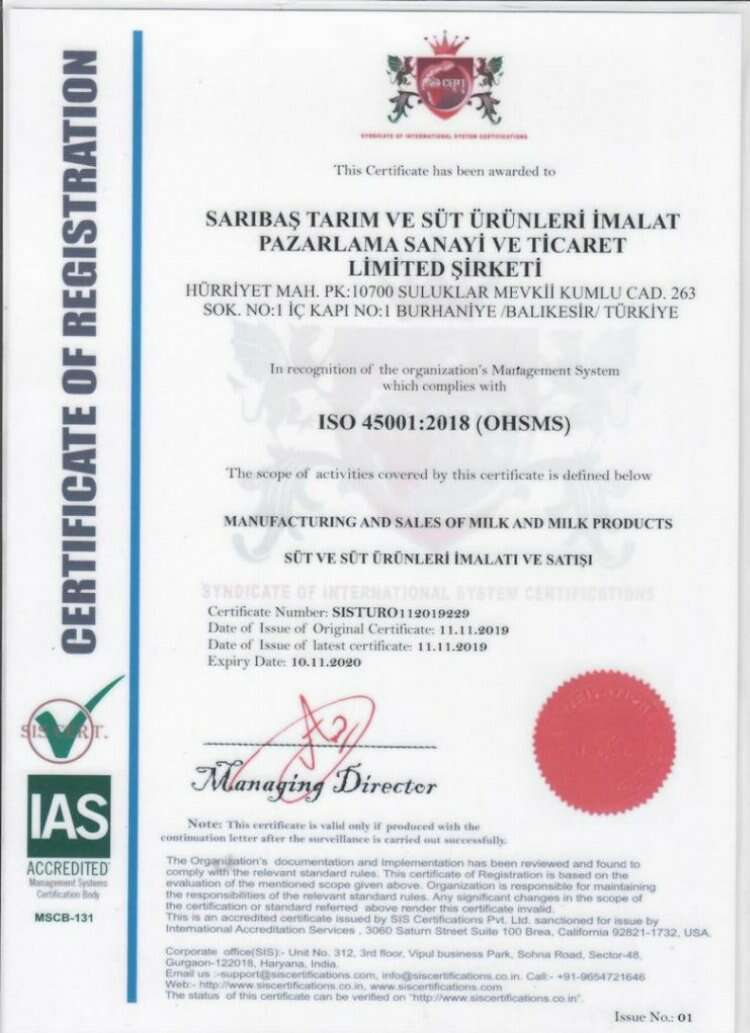 CERTIFICATE OF REGISTRATION
SYNDICATE OF INTERNATIONAL SYSTEM CERTIFICATIONS
This Certificate has been awarded to
SARIBAŞ TARIM VE SÜT ÜRÜNLERİ İMALAT
PAZARLAMA SANAYİ VE TİCARET
LİMİTED ŞİRKETİ
HÜRRİYET MAH. PK:10700 SULUKLAR MEVKİİ KUMLU CAD. 263
SOK. NO:1 İÇ KAPI NO:1 BURHANİYE /BALIKESİR/ TÜRKİYE
In recognition of the organization's Management System
which complies with
ISO 45001:2018 (OHSMS)
The scope of activities covered by this certificate is defined below
MANUFACTURING AND SALES OF MILK AND MILK PRODUCTS
SÜT VE SÜT ÜRÜNLERİ İMALATI VE SATIŞI
SYNDICATE OF INTERNATIONAL SYSTEM CERTIFICATIONS
Certificate Number: SISTURO112019229
Date of Issue of Original Certificate: 11.11.2019
Date of Issue of latest certificate: 11.11.2019
Expiry Date: 10.11.2020
SIS CERT.
Managing Director
IAS
ACCREDITED
Management Systems
Certification Body
MSCB-131
Note: This certificate is valid only if produced with the
continuation letter after the surveillance is carried out successfully.
The Organization's documentation and Implementation has been reviewed and found to
comply with the relevant standard rules. This certificate of Registration is based on the
evaluation of the mentioned scope given above. Organization is responsible for maintaining
the responsibilities of the relevant standard rules. Any significant changes in the scope of
the certification or standard referred above render this certificate invalid.
This is an accredited certificate issued by SIS Certifications Pvt. Ltd. sanctioned for issue by
International Accreditation Services , 3060 Saturn Street Suite 100 Brea, California 92821-1732, USA.
Corporate office(SIS):- Unit No. 312, 3rd floor, Vipul business Park, Sohna Road, Sector-48,
Gurgaon-122018, Haryana, India.
Email us :-support@siscertifications.com, info@siscertifications.co.in. Call:- +91-9654721646
Web:- http://www.siscertifications.co.in, www.siscertifications.com
The status of this certificate can be verified on "http://www.siscertifications.co.in".
Issue No.: 01